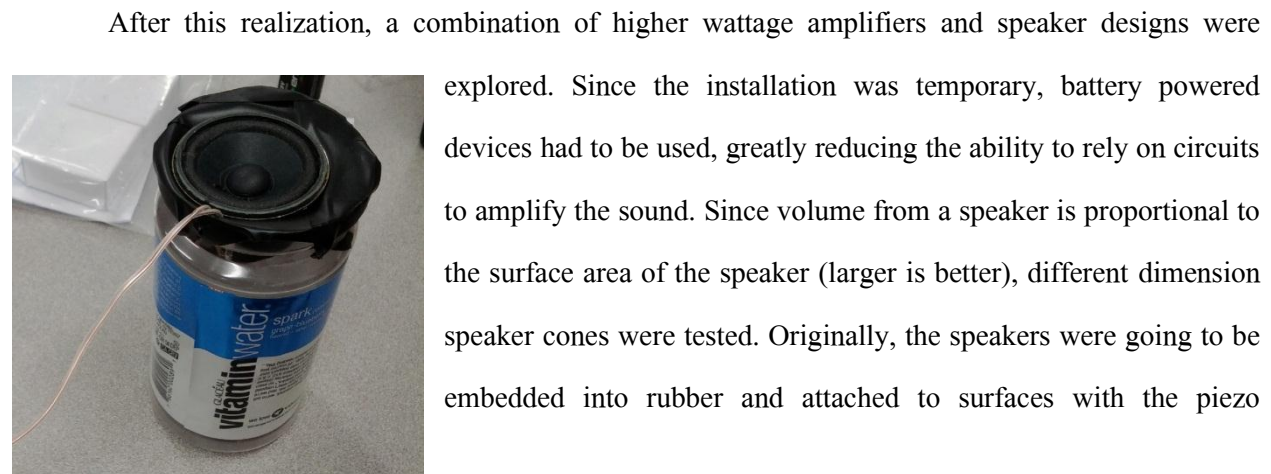 After this realization, a combination of higher wattage amplifiers and speaker designs were
explored. Since the installation was temporary, battery powered
devices had to be used, greatly reducing the ability to rely on circuits
to amplify the sound. Since volume from a speaker is proportional to
the surface area of the speaker (larger is better), different dimension
speaker cones were tested. Originally, the speakers were going to be
embedded into rubber and attached to surfaces with the piezo
spark
GLACÉAU
vitaminwater